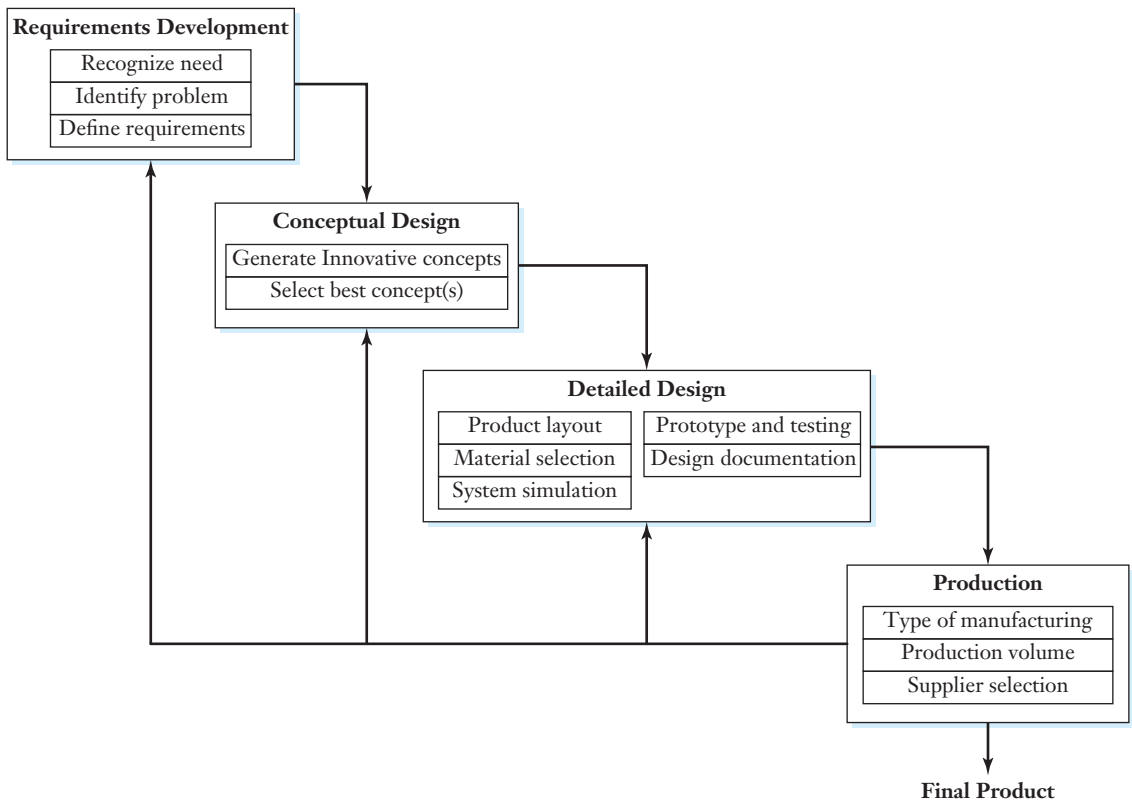 Requirements Development
Recognize need
Identify problem
Define requirements
Conceptual Design
Generate Innovative concepts
Select best concept(s)
Detailed Design
Product layout
Material selection
System simulation
Prototype and testing
Design documentation
Production
Type of manufacturing
Production volume
Supplier selection
Final Product